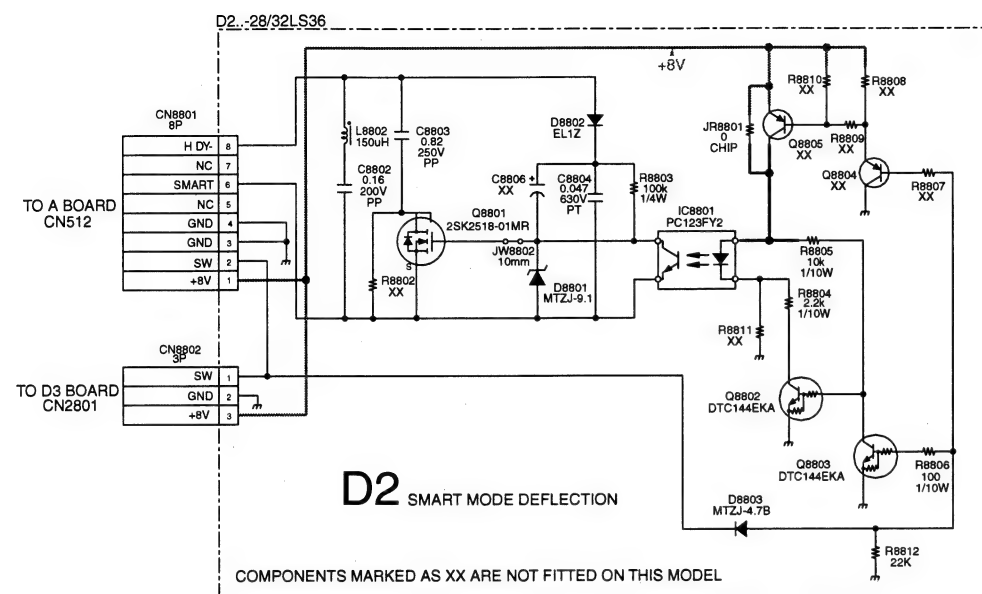 D2..-28/32LS36
+8V
CN8801
8P
H DY-
8
NC
7
SMART
6
NC
5
GND
4
GND
3
SW
2
+8V
1
TO A BOARD
CN512
L8802
150uH
C8803
0.82
250V
PP
C8802
0.16
200V
PP
D8802
EL1Z
C8806
XX
C8804
0.047
630V
PT
R8803
100k
1/4W
Q8801
2SK2518-01MR
S
JW8802
10mm
R8802
XX
D8801
MTZJ-9.1
IC8801
PC123FY2
JR8801
0
CHIP
Q8805
XX
R8810
XX
R8808
XX
R8809
XX
Q8804
XX
R8807
XX
R8805
10k
1/10W
R8804
2.2k
1/10W
R8811
XX
CN8802
3P
SW
1
GND
2
+8V
3
TO D3 BOARD
CN2801
Q8802
DTC144EKA
Q8803
DTC144EKA
R8806
100
1/10W
D8803
MTZJ-4.7B
R8812
22K
D2 SMART MODE DEFLECTION
COMPONENTS MARKED AS XX ARE NOT FITTED ON THIS MODEL